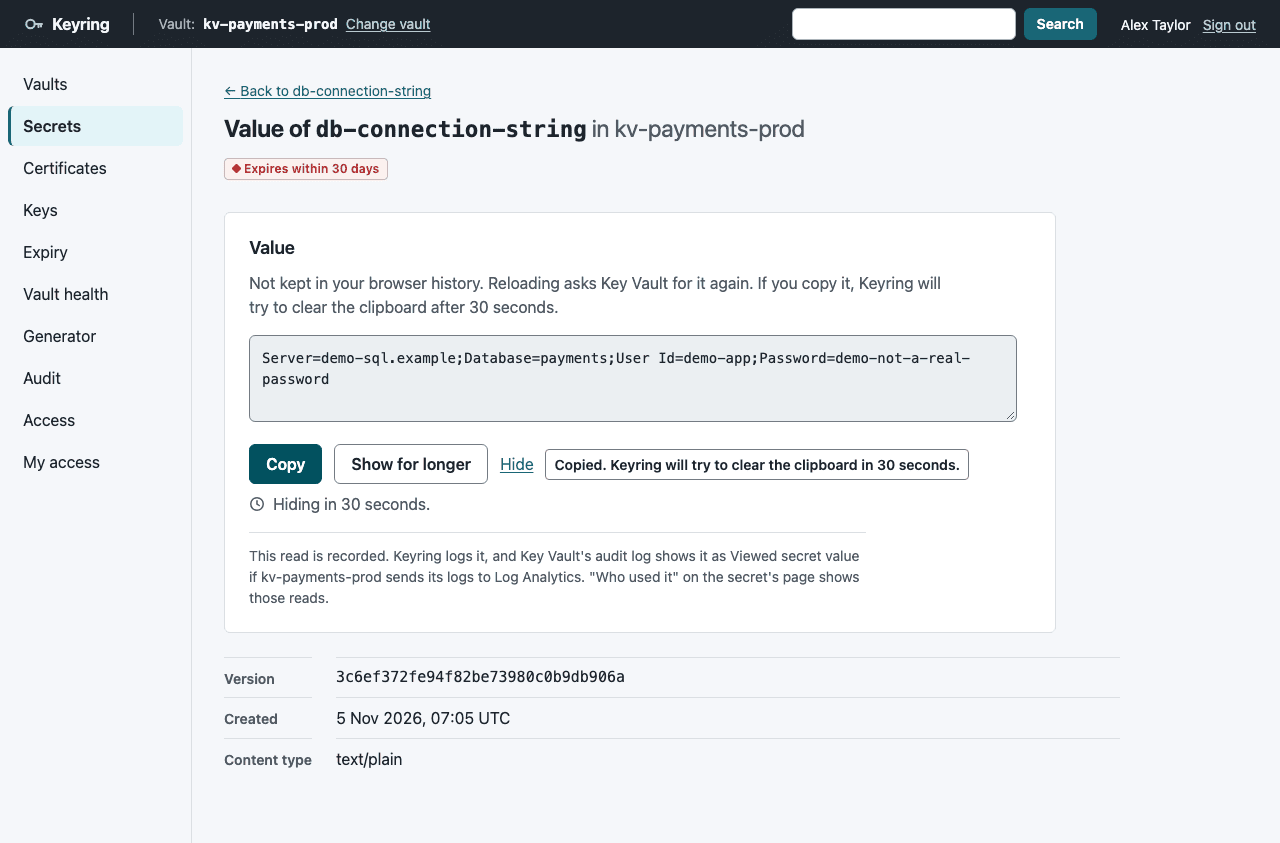 Keyring
Vault: kv-payments-prod Change vault
Search
Alex Taylor
Sign out
Vaults
Secrets
Certificates
Keys
Expiry
Vault health
Generator
Audit
Access
My access
← Back to db-connection-string
Value of db-connection-string in kv-payments-prod
Expires within 30 days
Value
Not kept in your browser history. Reloading asks Key Vault for it again. If you copy it, Keyring will
try to clear the clipboard after 30 seconds.
Server=demo-sql.example;Database=payments;User Id=demo-app;Password=demo-not-a-real-
password
Copy
Show for longer
Hide
Copied. Keyring will try to clear the clipboard in 30 seconds.
Hiding in 30 seconds.
This read is recorded. Keyring logs it, and Key Vault's audit log shows it as Viewed secret value
if kv-payments-prod sends its logs to Log Analytics. "Who used it" on the secret's page shows
those reads.
Version 3c6ef372fe94f82be73980c0b9db906a
Created 5 Nov 2026, 07:05 UTC
Content type text/plain